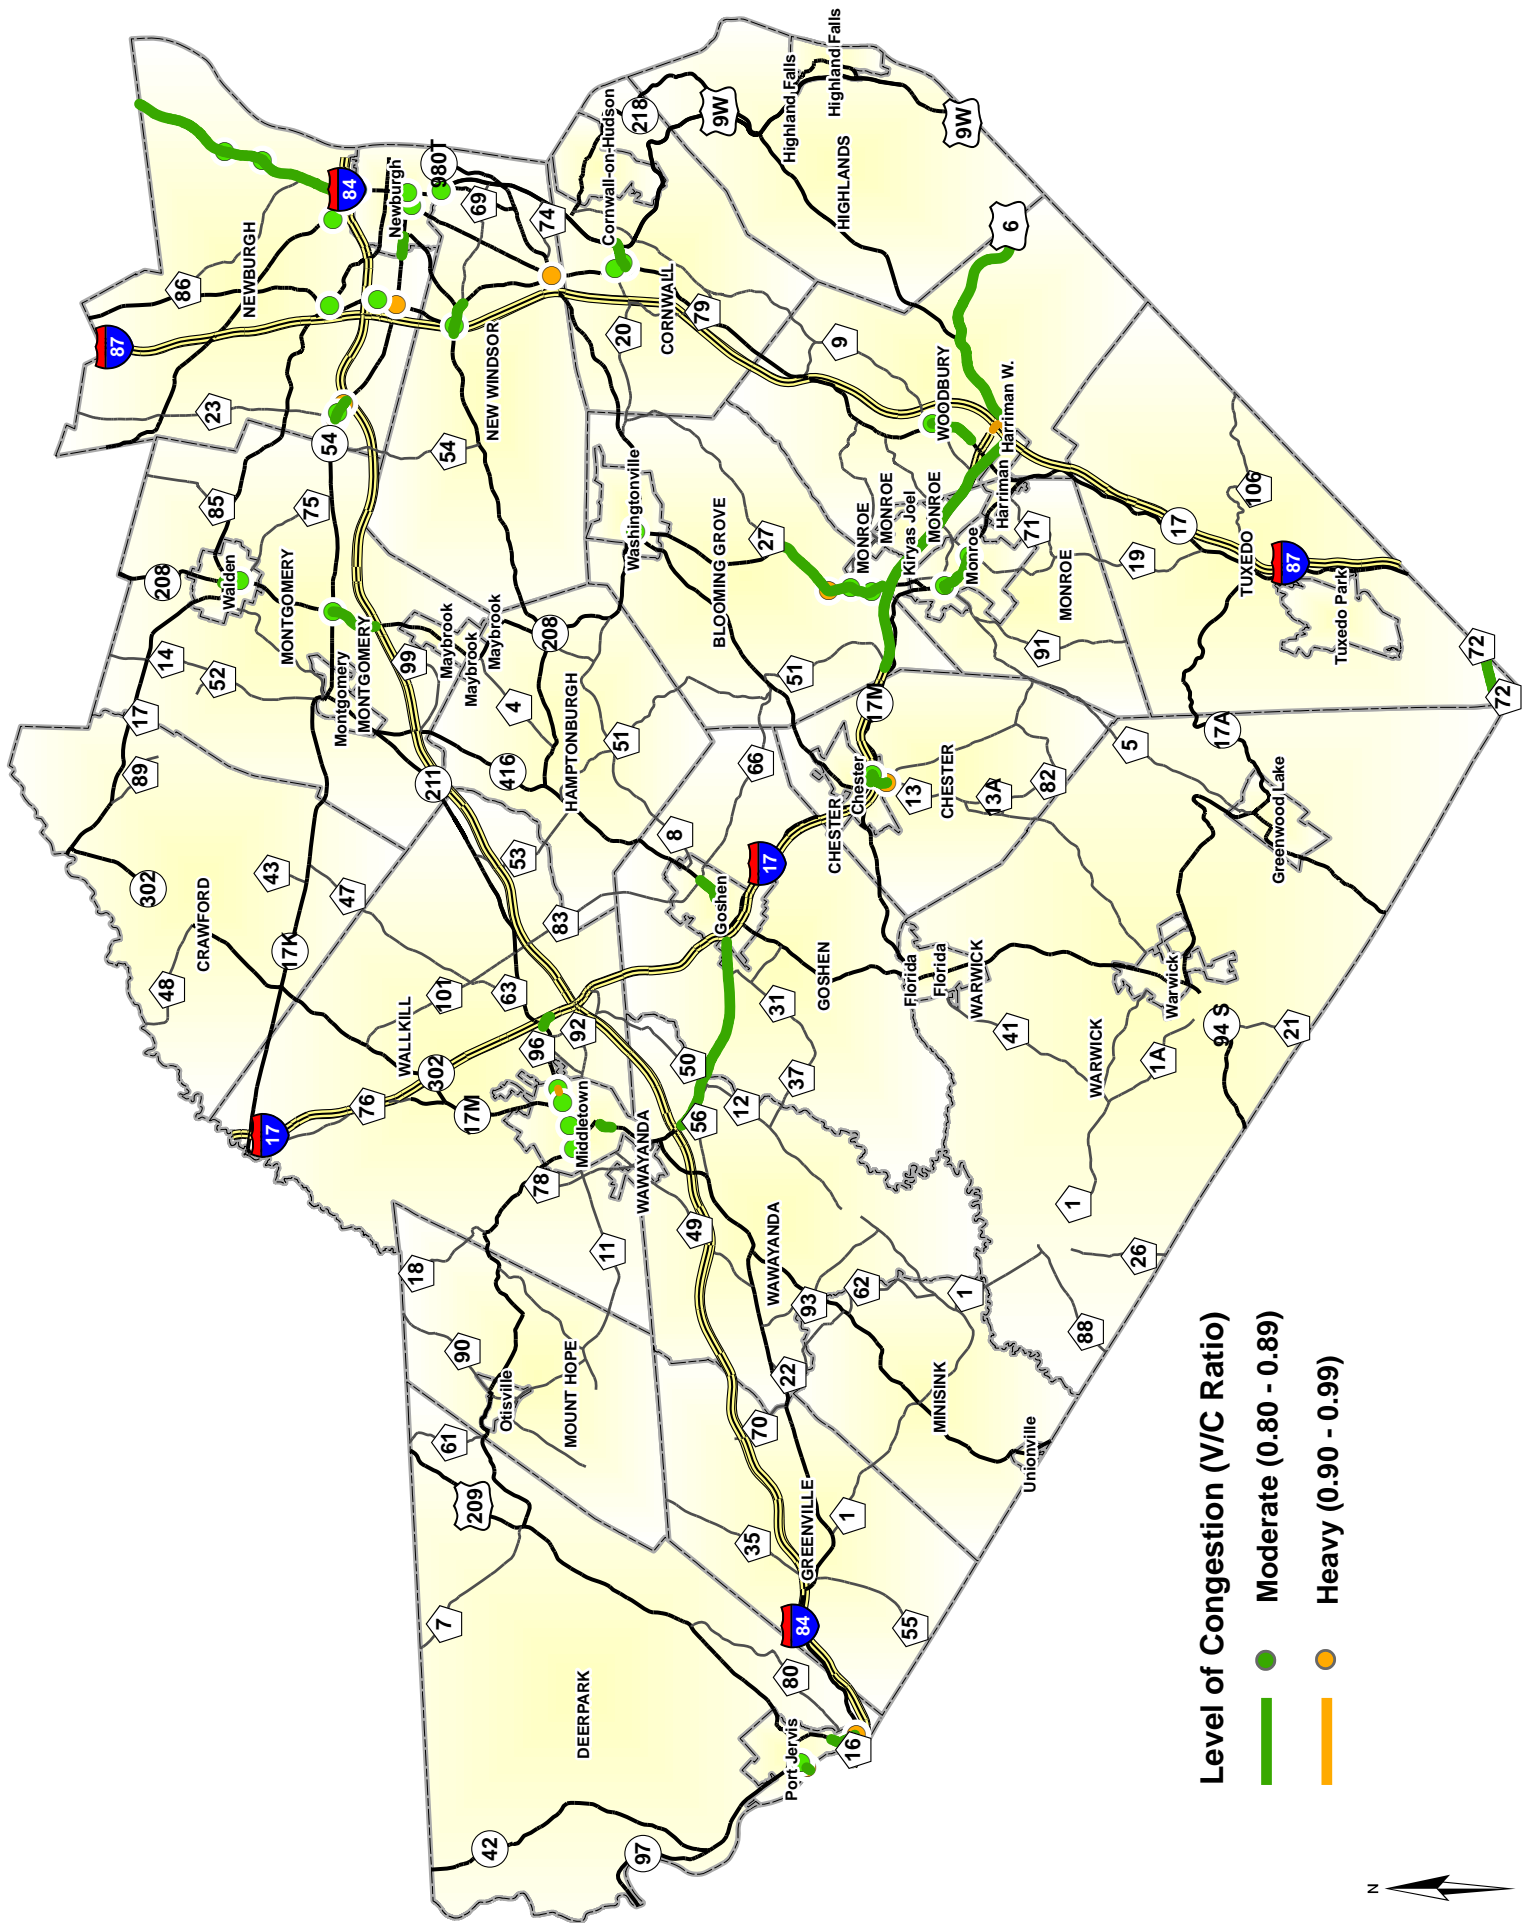 87
86
NEWBURGH
23
84
Newburgh
980T
69
74
NEW WINDSOR
54
54
85
75
208
Walden
MONTGOMERY
14
52
17
89
302
43
47
CRAWFORD
48
17K
Montgomery
MONTGOMERY
99
Maybrook
Maybrook
Maybrook
208
4
416
211
HAMPTONBURGH
51
53
83
101
63
WALLKILL
302
76
17
17M
96
92
Middletown
78
11
18
90
Otisville
MOUNT HOPE
61
209
7
DEERPARK
42
97
Port Jervis
16
80
84
55
GREENVILLE
35
1
70
22
MINISINK
Unionville
93
62
WAWAYANDA
49
WAWAYANDA
56
50
12
37
31
GOSHEN
Goshen
8
66
17
CHESTER
Chester
13
CHESTER
13A
82
5
17M
51
BLOOMING GROVE
Washingtonville
27
20
CORNWALL
79
Cornwall-on-Hudson
218
9W
Highland Falls
Highland Falls
HIGHLANDS
9W
6
9
WOODBURY
Harriman W.
Harriman
MONROE
MONROE
MONROE
Kiryas Joel
Monroe
71
MONROE
91
19
17
106
TUXEDO
87
Tuxedo Park
72
72
17A
Greenwood Lake
Florida
Florida
WARWICK
41
WARWICK
Warwick
94 S
21
1A
1
1
26
88
Level of Congestion (V/C Ratio)
Moderate (0.80 - 0.89)
Heavy (0.90 - 0.99)
N